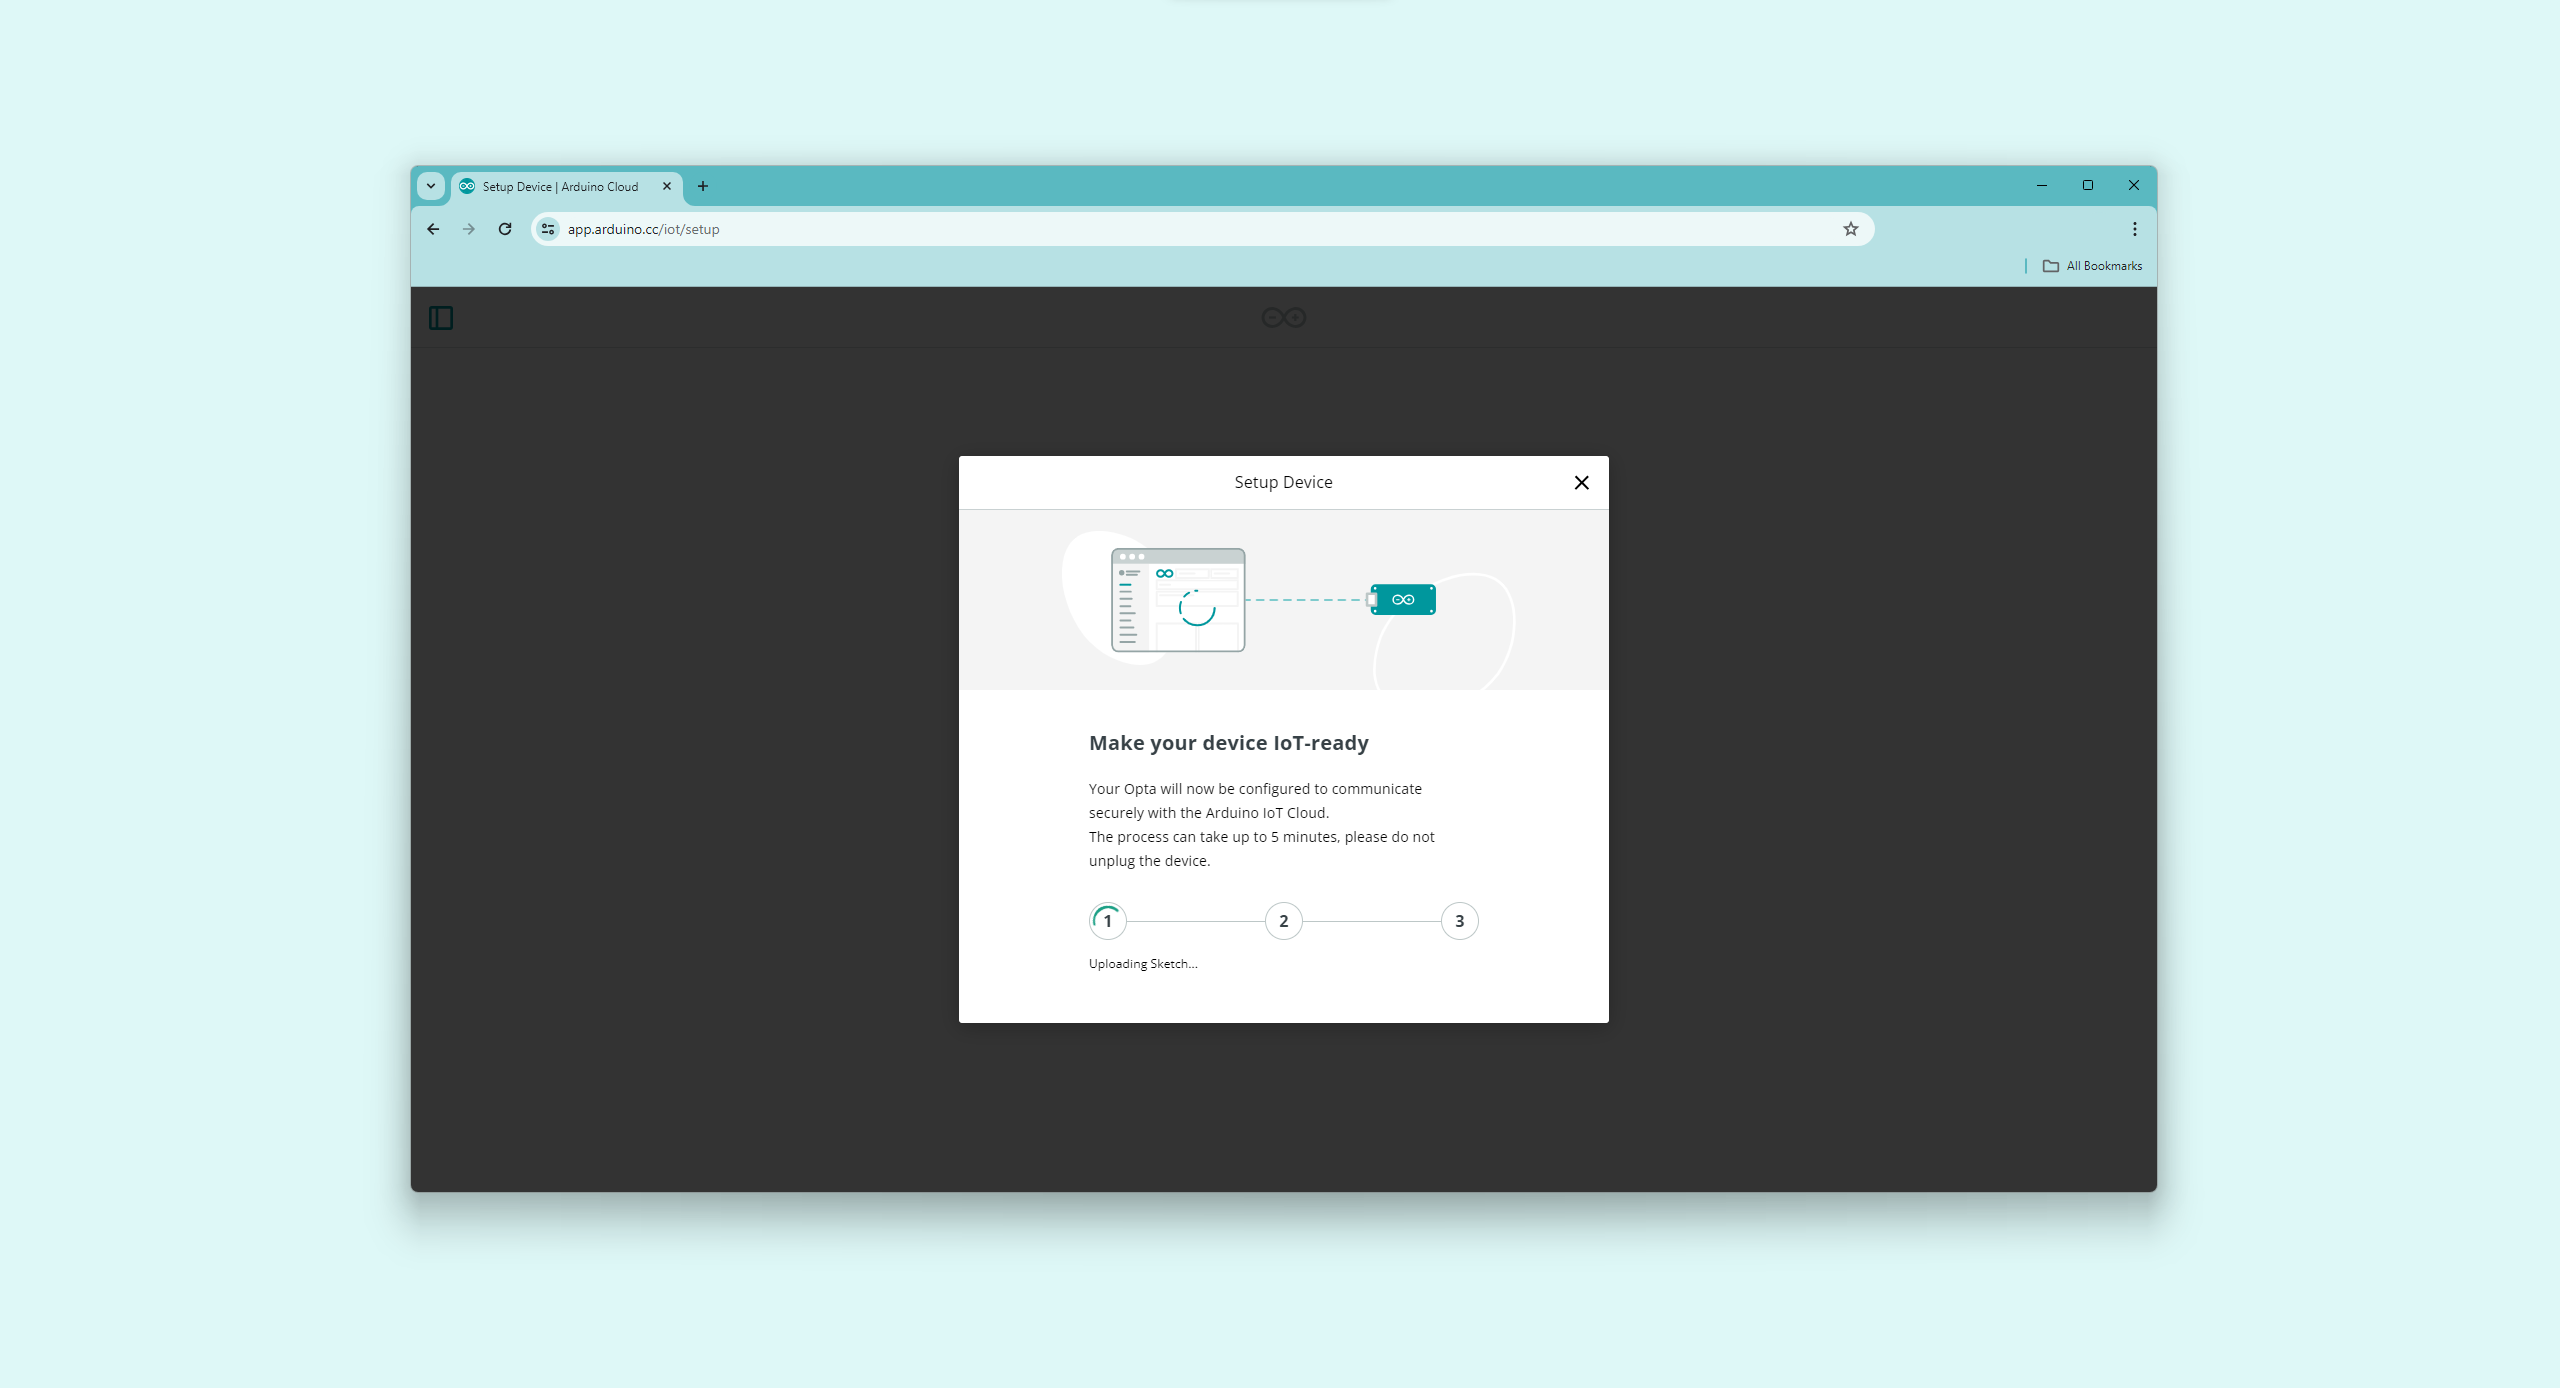 Setup Device | Arduino Cloud
app.arduino.cc/iot/setup
All Bookmarks
Setup Device
Make your device IoT-ready
Your Opta will now be configured to communicate
securely with the Arduino IoT Cloud.
The process can take up to 5 minutes, please do not
unplug the device.
1 2 3
Uploading Sketch...